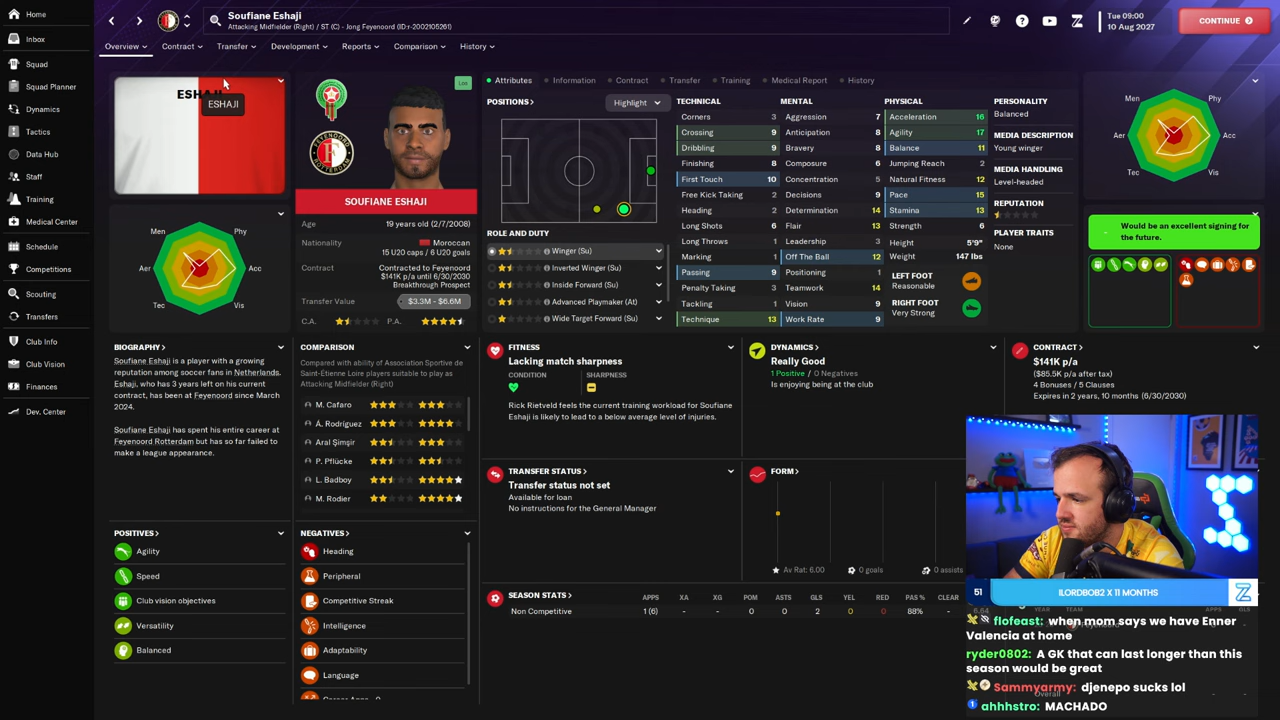 Home
Inbox
Squad
Squad Planner
Dynamics
Tactics
Data Hub
Staff
Training
Medical Center
Schedule
Competitions
Scouting
Transfers
Club Info
Club Vision
Finances
Dev. Center
Soufiane Eshaji
Attacking Midfielder (Right) / ST (C) - Jong Feyenoord (ID:r-2002105261)
Tue 09:00
10 Aug 2027
CONTINUE
Overview
Contract
Transfer
Development
Reports
Comparison
History
ESHAJI
ESHAJI
Men
Phy
Aer
Acc
Tec
Vis
Loa
SOUFIANE ESHAJI
Age 19 years old (2/7/2008)
Nationality Moroccan
15 U20 caps / 6 U20 goals
Contract Contracted to Feyenoord
$141K p/a until 6/30/2030
Breakthrough Prospect
Transfer Value $3.3M - $6.6M
C.A.
P.A.
Attributes
Information
Contract
Transfer
Training
Medical Report
History
POSITIONS
Highlight
ROLE AND DUTY
Winger (Su)
Inverted Winger (Su)
Inside Forward (Su)
Advanced Playmaker (At)
Wide Target Forward (Su)
TECHNICAL
Corners 3
Crossing 9
Dribbling 9
Finishing 8
First Touch 10
Free Kick Taking 2
Heading 2
Long Shots 6
Long Throws 1
Marking 1
Passing 9
Penalty Taking 3
Tackling 1
Technique 13
MENTAL
Aggression 7
Anticipation 8
Bravery 8
Composure 6
Concentration 5
Decisions 9
Determination 14
Flair 13
Leadership 3
Off The Ball 12
Positioning 1
Teamwork 14
Vision 9
Work Rate 9
PHYSICAL
Acceleration 16
Agility 17
Balance 11
Jumping Reach 2
Natural Fitness 12
Pace 15
Stamina 13
Strength 6
Height 5'9"
Weight 147 lbs
LEFT FOOT
Reasonable
RIGHT FOOT
Very Strong
PERSONALITY
Balanced
MEDIA DESCRIPTION
Young winger
MEDIA HANDLING
Level-headed
REPUTATION
PLAYER TRAITS
None
Men
Phy
Aer
Acc
Tec
Vis
Would be an excellent signing for
the future.
BIOGRAPHY
Soufiane Eshaji is a player with a growing
reputation among soccer fans in Netherlands.
Eshaji, who has 3 years left on his current
contract, has been at Feyenoord since March
2024.
Soufiane Eshaji has spent his entire career at
Feyenoord Rotterdam but has so far failed to
make a league appearance.
COMPARISON
Compared with ability of Association Sportive de
Saint-Étienne Loire players suitable to play as
Attacking Midfielder (Right)
M. Cafaro
Á. Rodríguez
Aral Şimşir
P. Pflücke
L. Badboy
M. Rodier
FITNESS
Lacking match sharpness
CONDITION
SHARPNESS
Rick Rietveld feels the current training workload for Soufiane
Eshaji is likely to lead to a below average level of injuries.
DYNAMICS
Really Good
1 Positive / 0 Negatives
Is enjoying being at the club
CONTRACT
$141K p/a
($85.5K p/a after tax)
4 Bonuses / 5 Clauses
Expires in 2 years, 10 months (6/30/2030)
TRANSFER STATUS
Transfer status not set
Available for loan
No instructions for the General Manager
FORM
Av Rat: 6.00
0 goals
0 assists
POSITIVES
Agility
Speed
Club vision objectives
Versatility
Balanced
NEGATIVES
Heading
Peripheral
Competitive Streak
Intelligence
Adaptability
Language
SEASON STATS
APPS XA XG POM ASTS GLS YEL RED PAS % CLEAR
Non Competitive 1 (6) - - 0 0 2 0 0 88% -
51
ILORDBOB2 X 11 MONTHS
flofeast: when mom says we have Enner
Valencia at home
ryder0802: A GK that can last longer than this
season would be great
Sammyarmy: djenepo sucks lol
Overall
ahhhstro: MACHADO